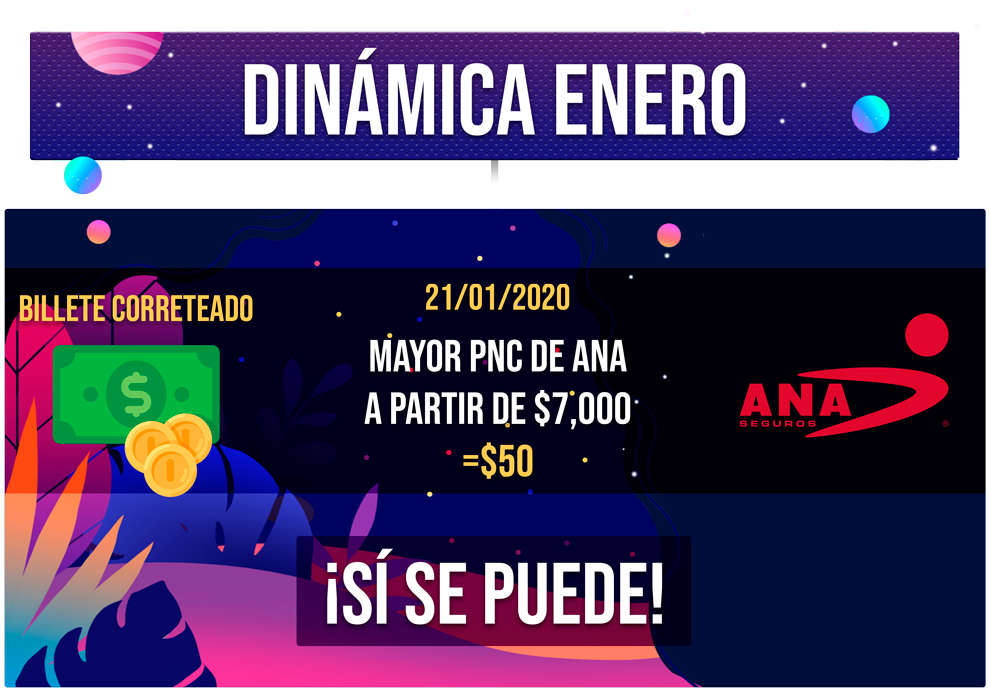 DINÁMICA ENERO
BILLETE CORRETEADO
21/01/2020
MAYOR PNC DE ANA
A PARTIR DE $7,000
=$50
$
ANA
SEGUROS
¡SÍ SE PUEDE!